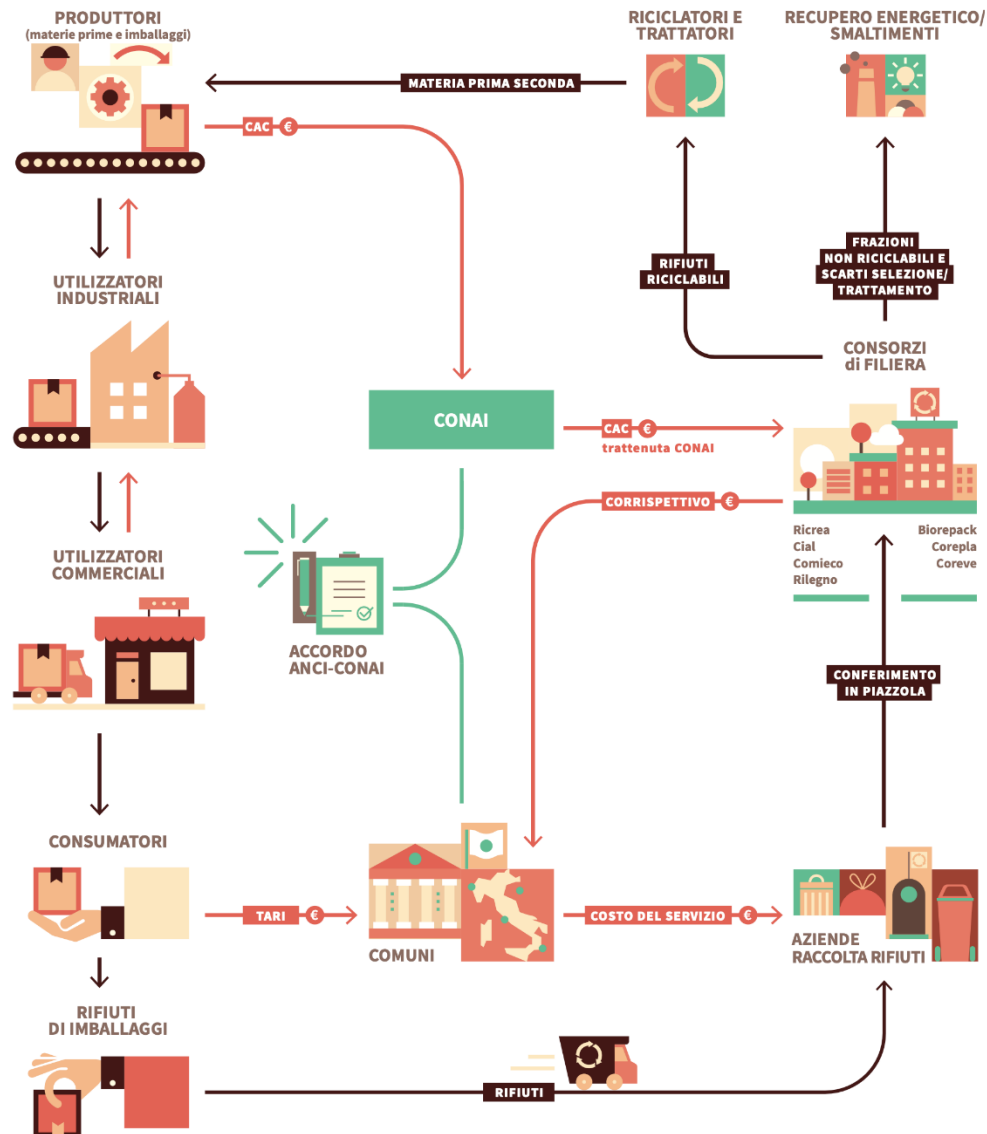 PRODUTTORI
(materie prime e imballaggi)
RICICLATORI E
TRATTATORI
RECUPERO ENERGETICO/
SMALTIMENTI
MATERIA PRIMA SECONDA
CAC €
UTILIZZATORI
INDUSTRIALI
RIFIUTI
RICICLABILI
FRAZIONI
NON RICICLABILI E
SCARTI SELEZIONE/
TRATTAMENTO
CONSORZI
di FILIERA
CONAI
CAC €
trattenuta CONAI
CORRISPETTIVO €
Ricrea
Cial
Comieco
Rilegno
Biorepack
Corepla
Coreve
UTILIZZATORI
COMMERCIALI
ACCORDO
ANCI-CONAI
CONFERIMENTO
IN PIAZZOLA
CONSUMATORI
TARI €
COMUNI
COSTO DEL SERVIZIO €
AZIENDE
RACCOLTA RIFIUTI
RIFIUTI
DI IMBALLAGGI
RIFIUTI